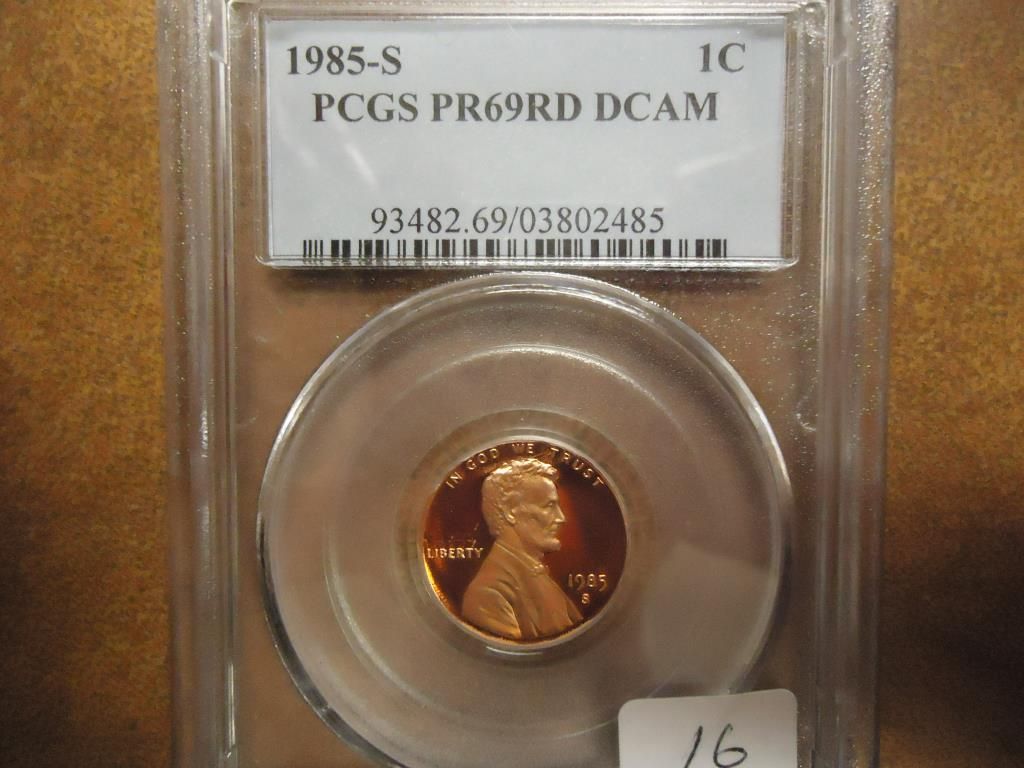 1985-S 1C
PCGS PR69RD DCAM
93482.69/03802485
IN GOD WE TRUST
LIBERTY
1985
S
16